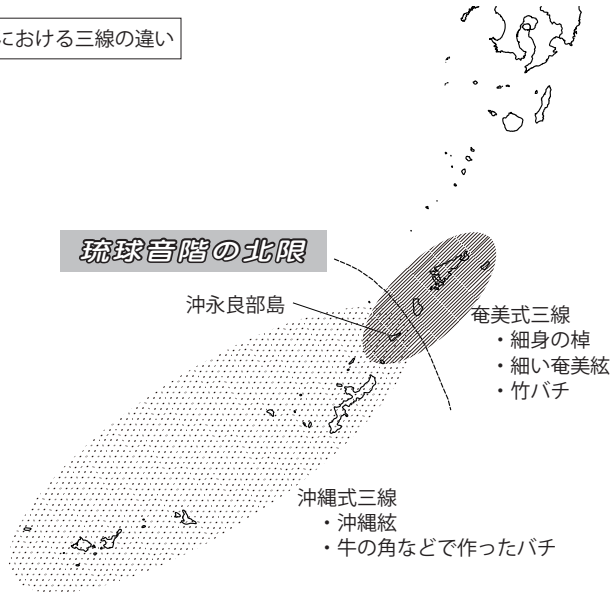 における三線の違い
琉球音階の北限
沖永良部島
奄美式三線
・細身の棹
・細い奄美絃
・竹バチ
沖縄式三線
・沖縄絃
・牛の角などで作ったバチ